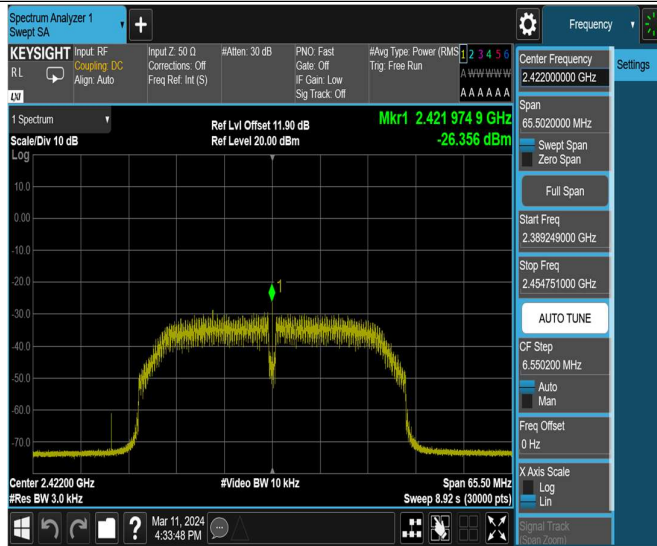 Spectrum Analyzer 1
Swept SA
Frequency
KEYSIGHT
R L
LXI
Input: RF
Coupling: DC
Align: Auto
Input Z: 50 Ω
Corrections: Off
Freq Ref: Int (S)
#Atten: 30 dB
PNO: Fast
Gate: Off
IF Gain: Low
Sig Track: Off
#Avg Type: Power (RMS
Trig: Free Run
1 2 3 4 5 6
A W W W W W
A A A A A A
1 Spectrum
Scale/Div 10 dB
Log
Ref Lvl Offset 11.90 dB
Ref Level 20.00 dBm
Mkr1 2.421 974 9 GHz
-26.356 dBm
10.0
0.00
-10.0
-20.0
-30.0
-40.0
-50.0
-60.0
-70.0
1
Center 2.42200 GHz
#Res BW 3.0 kHz
#Video BW 10 kHz
Span 65.50 MHz
Sweep 8.92 s (30000 pts)
Mar 11, 2024
4:33:48 PM
Settings
Center Frequency
2.422000000 GHz
Span
65.5020000 MHz
Swept Span
Zero Span
Full Span
Start Freq
2.389249000 GHz
Stop Freq
2.454751000 GHz
AUTO TUNE
CF Step
6.550200 MHz
Auto
Man
Freq Offset
0 Hz
X Axis Scale
Log
Lin
Signal Track
(Span Zoom)